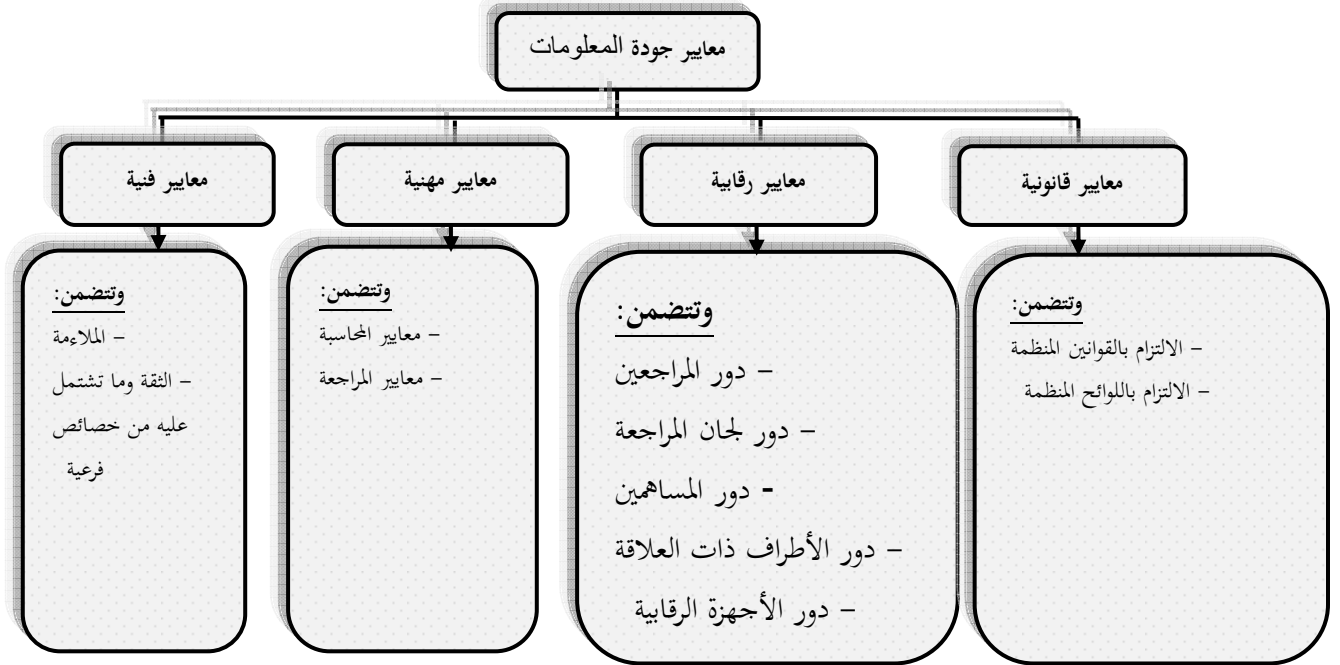 معايير جودة المعلومات
معايير قانونية
معايير رقابية
معايير مهنية
معايير فنية
وتتضمن:
– الالتزام بالقوانين المنظمة
– الالتزام باللوائح المنظمة
وتتضمن:
– دور المراجعين
– دور لجان المراجعة
- دور المساهمين
– دور الأطراف ذات العلاقة
– دور الأجهزة الرقابية
وتتضمن:
– معايير المحاسبة
– معايير المراجعة
وتتضمن:
– الملاءمة
– الثقة وما تشتمل
عليه من خصائص
فرعية